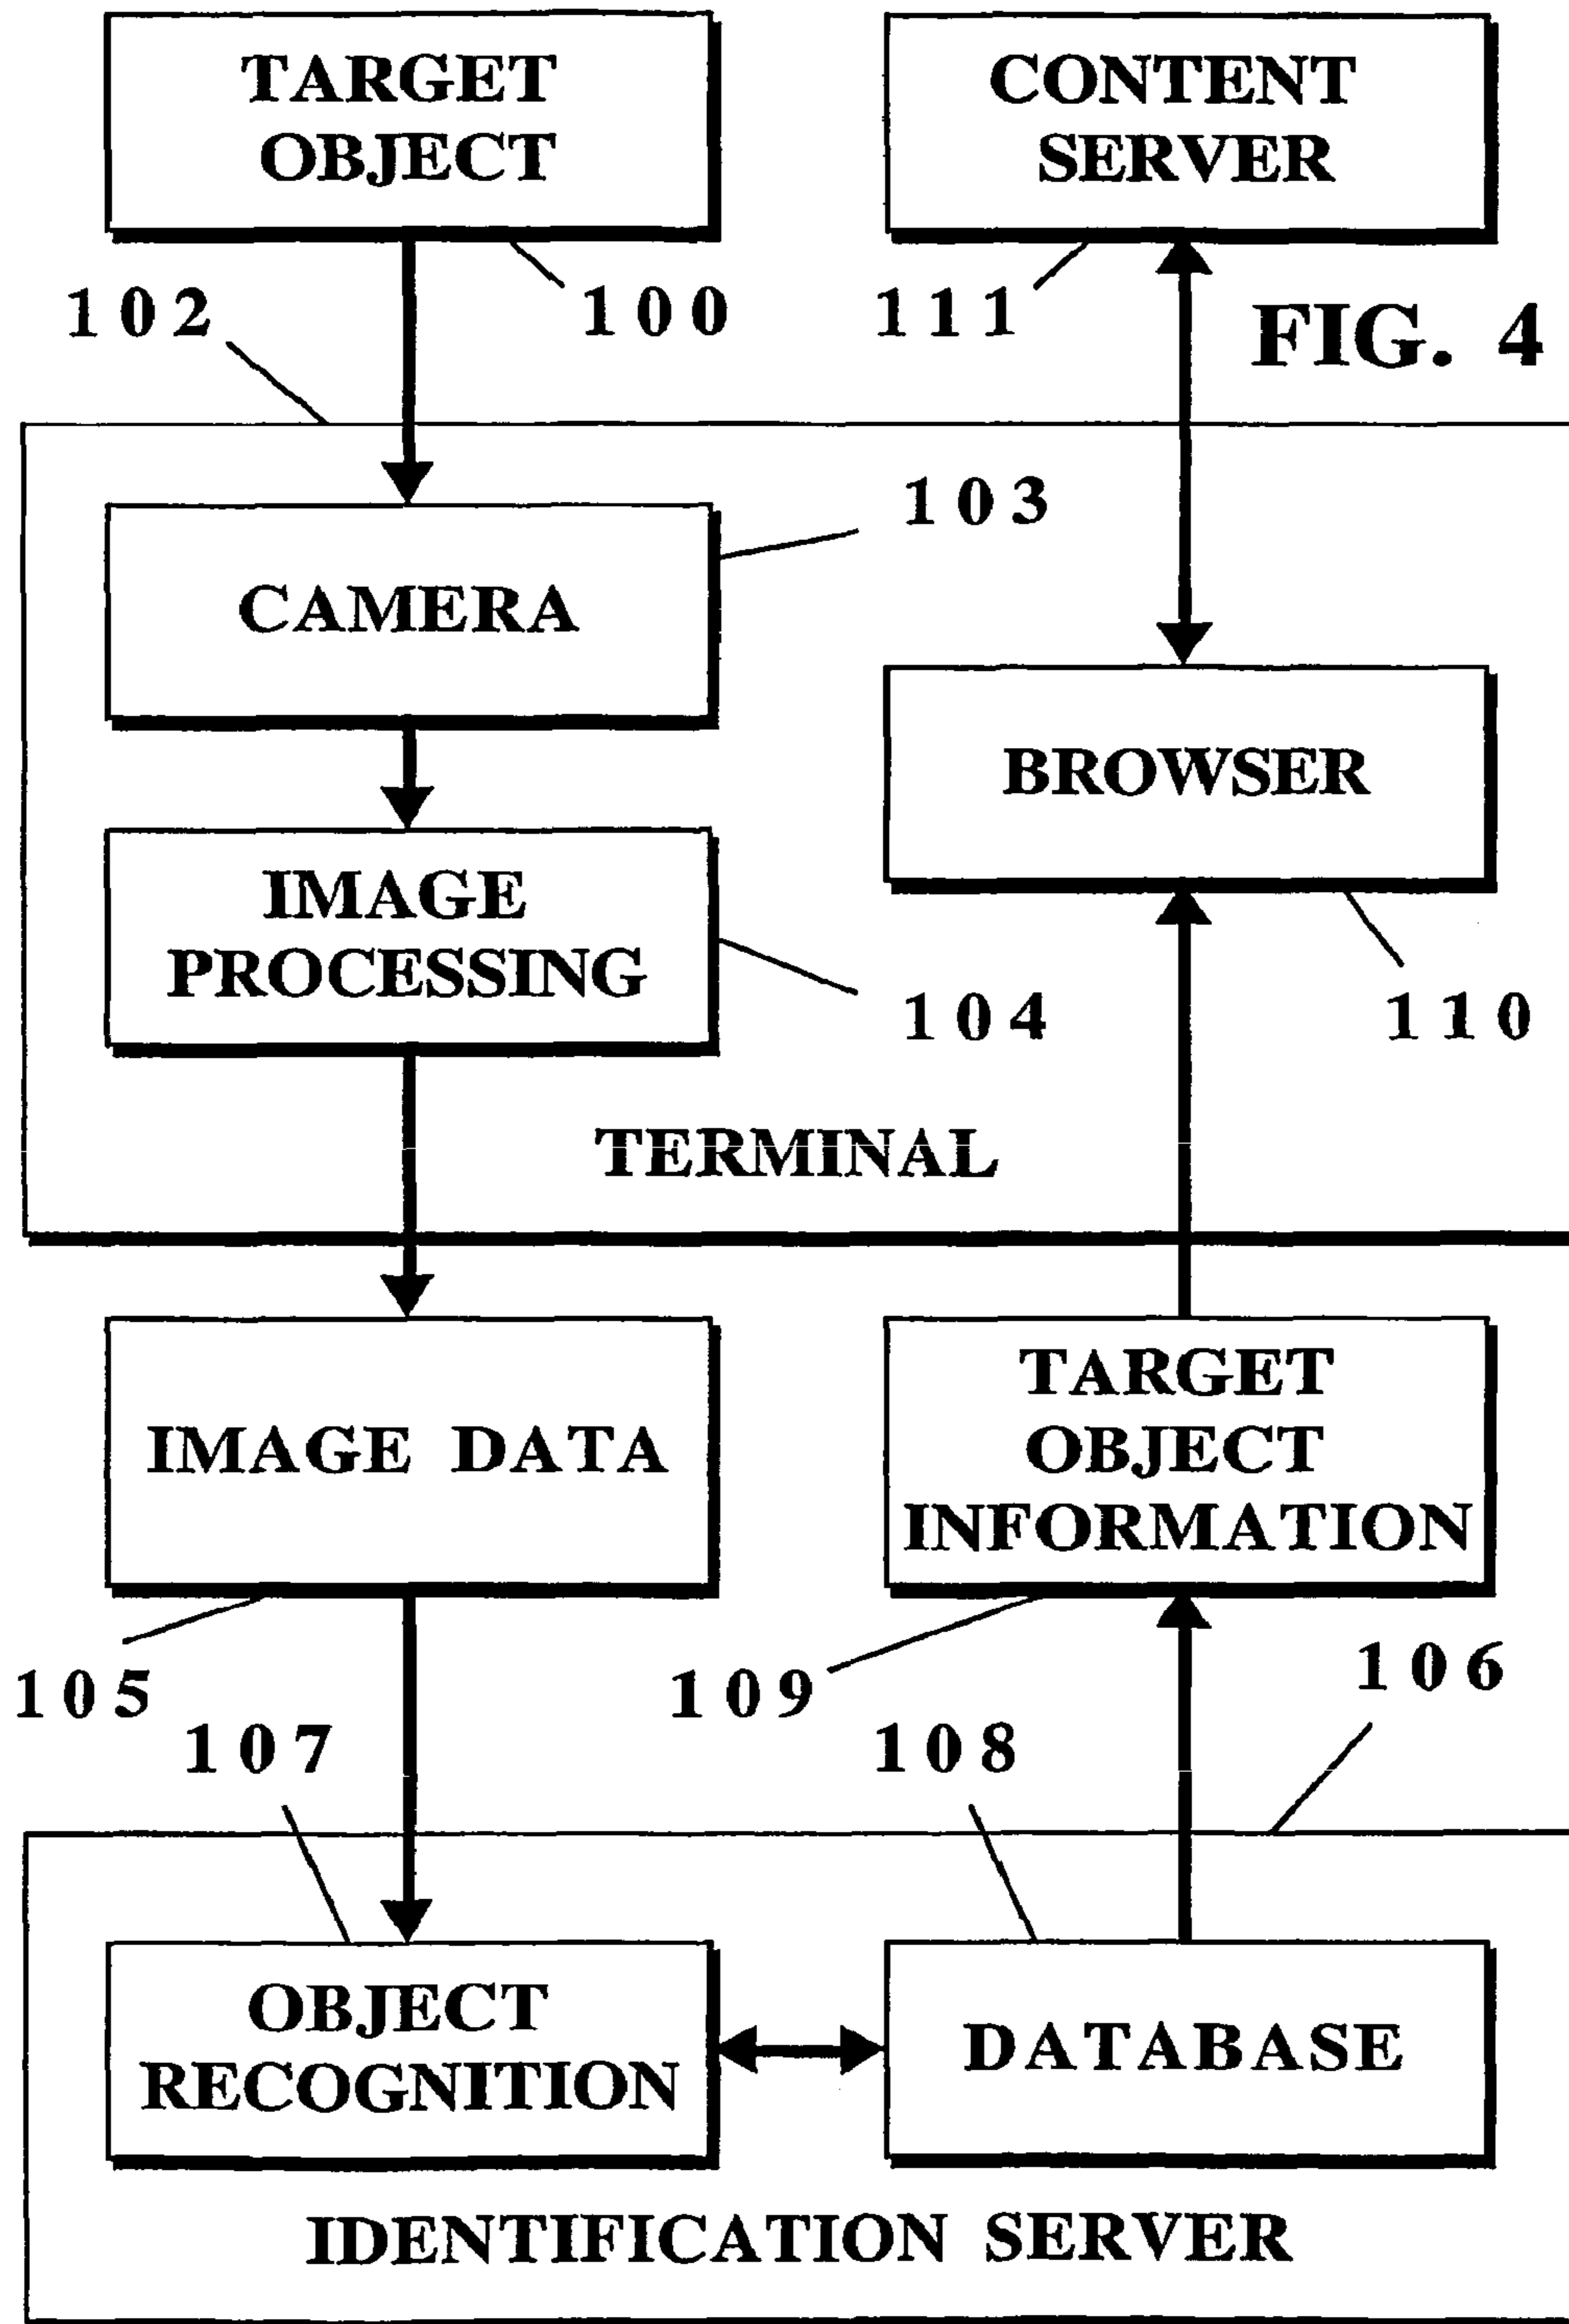 TARGET
OBJECT
CONTENT
SERVER
102
100
111
FIG. 4
103
CAMERA
BROWSER
IMAGE
PROCESSING
104
110
TERMINAL
IMAGE DATA
TARGET
OBJECT
INFORMATION
105
109
106
107
108
OBJECT
RECOGNITION
DATABASE
IDENTIFICATION SERVER